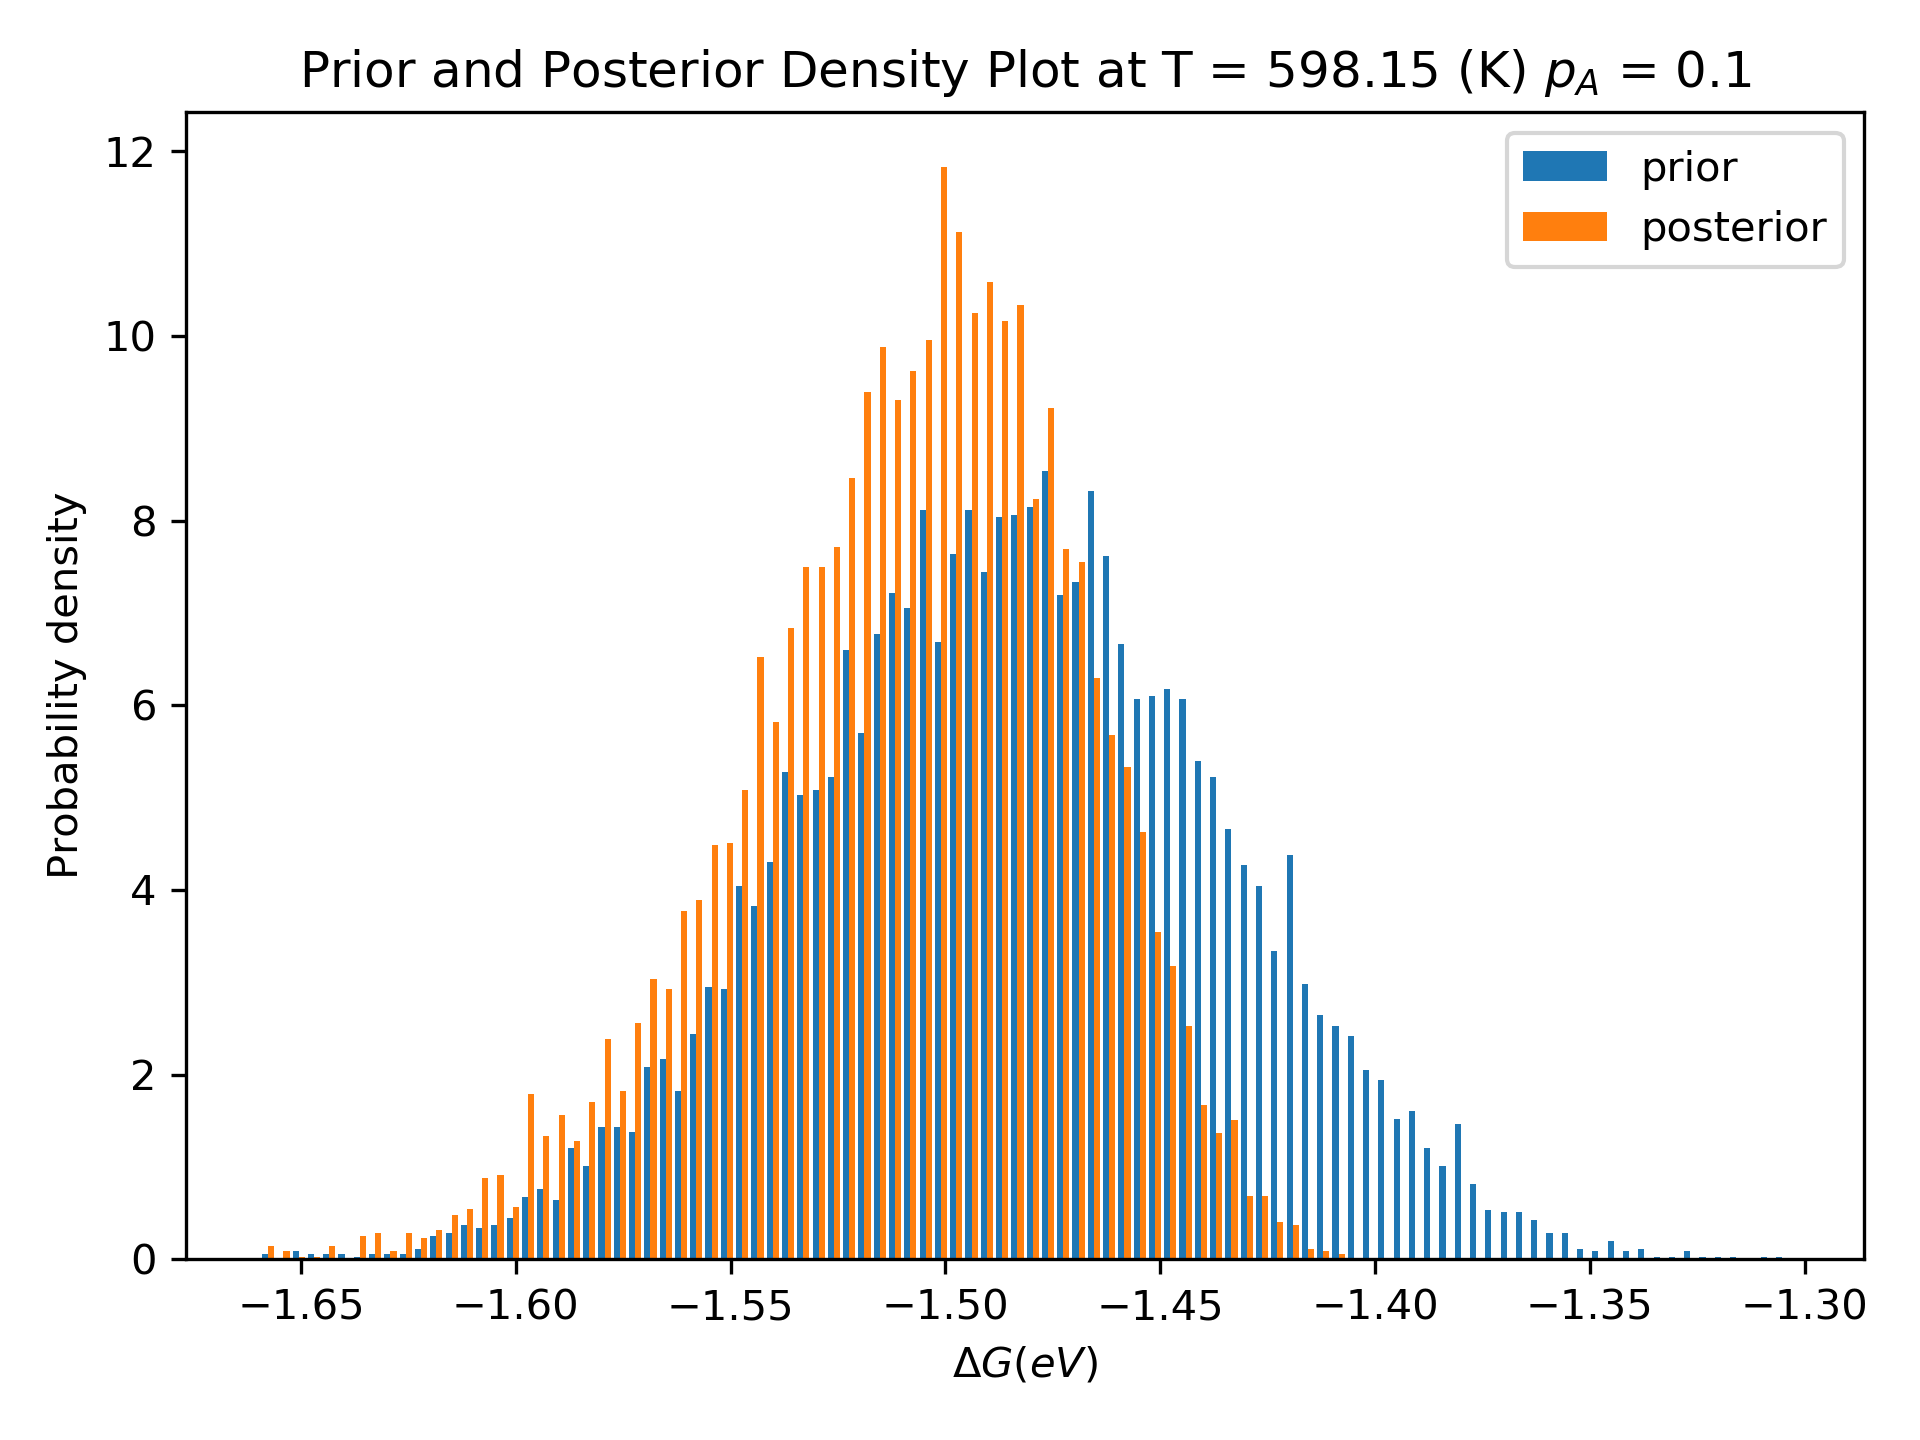 Prior and Posterior Density Plot at T = 598.15 (K) p_A = 0.1
prior
posterior
Probability density
12
10
8
6
4
2
0
−1.65 −1.60 −1.55 −1.50 −1.45 −1.40 −1.35 −1.30
ΔG(eV)